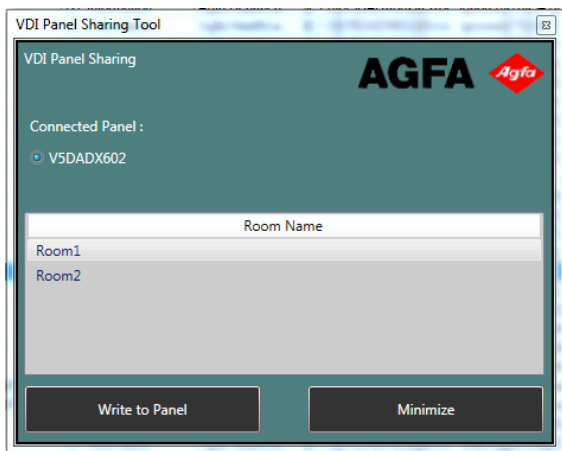 VDI Panel Sharing Tool
VDI Panel Sharing
AGFA Agfa
Connected Panel :
V5DADX602
Room Name
Room1
Room2
Write to Panel
Minimize